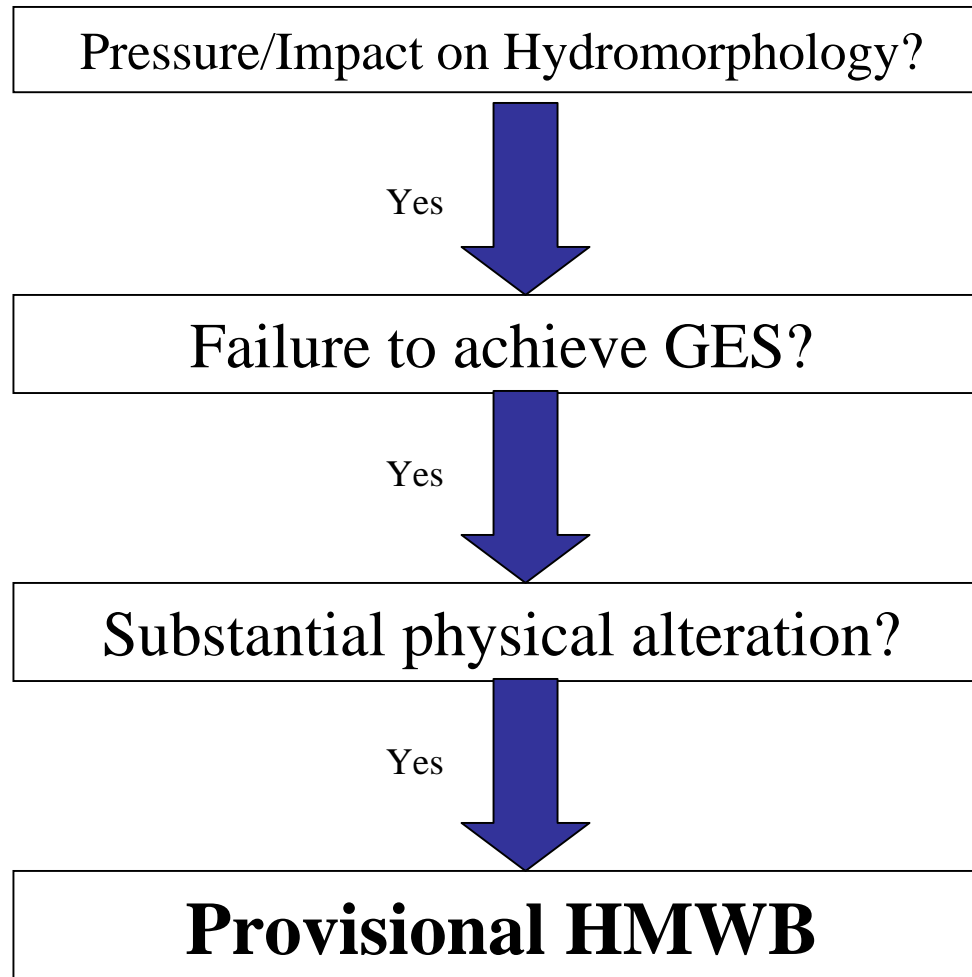 Pressure/Impact on Hydromorphology?
Yes
Failure to achieve GES?
Yes
Substantial physical alteration?
Yes
Provisional HMWB